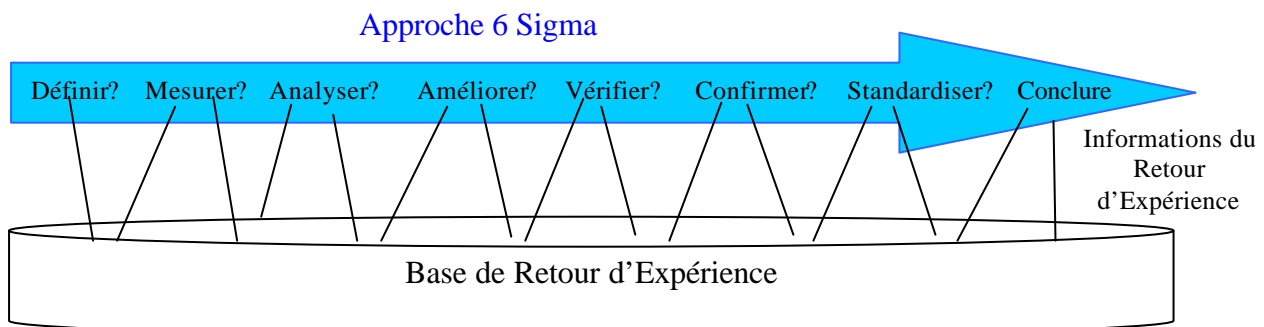 Approche 6 Sigma
Définir? Mesurer? Analyser? Améliorer? Vérifier? Confirmer? Standardiser? Conclure
Informations du
Retour
d’Expérience
Base de Retour d’Expérience